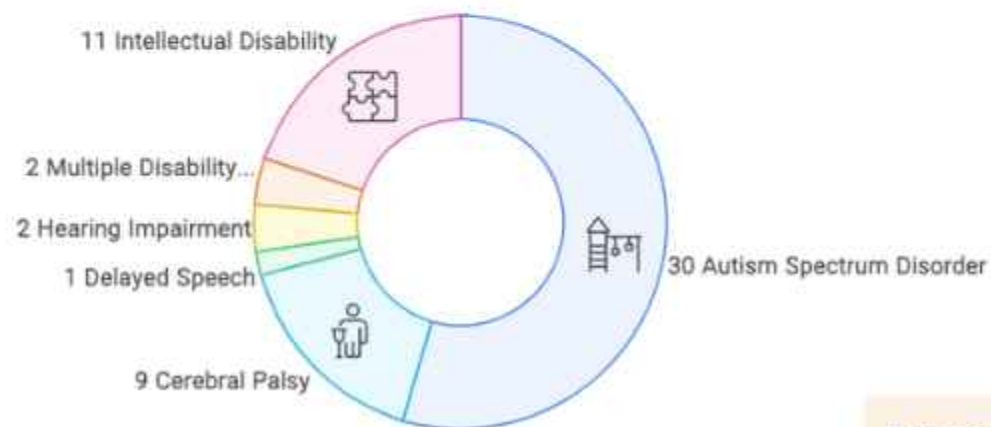 11 Intellectual Disability
2 Multiple Disability...
2 Hearing Impairment
1 Delayed Speech
30 Autism Spectrum Disorder
9 Cerebral Palsy